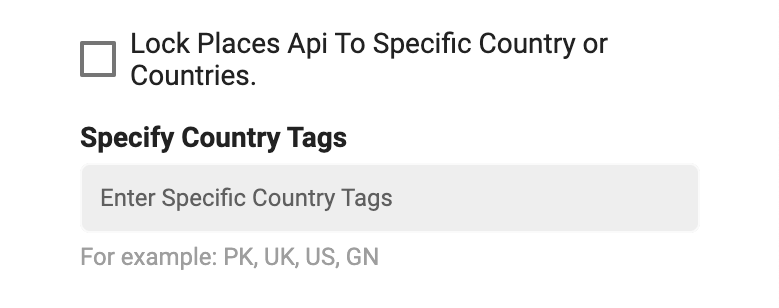 Lock Places Api To Specific Country or
Countries.
Specify Country Tags
Enter Specific Country Tags
For example: PK, UK, US, GN